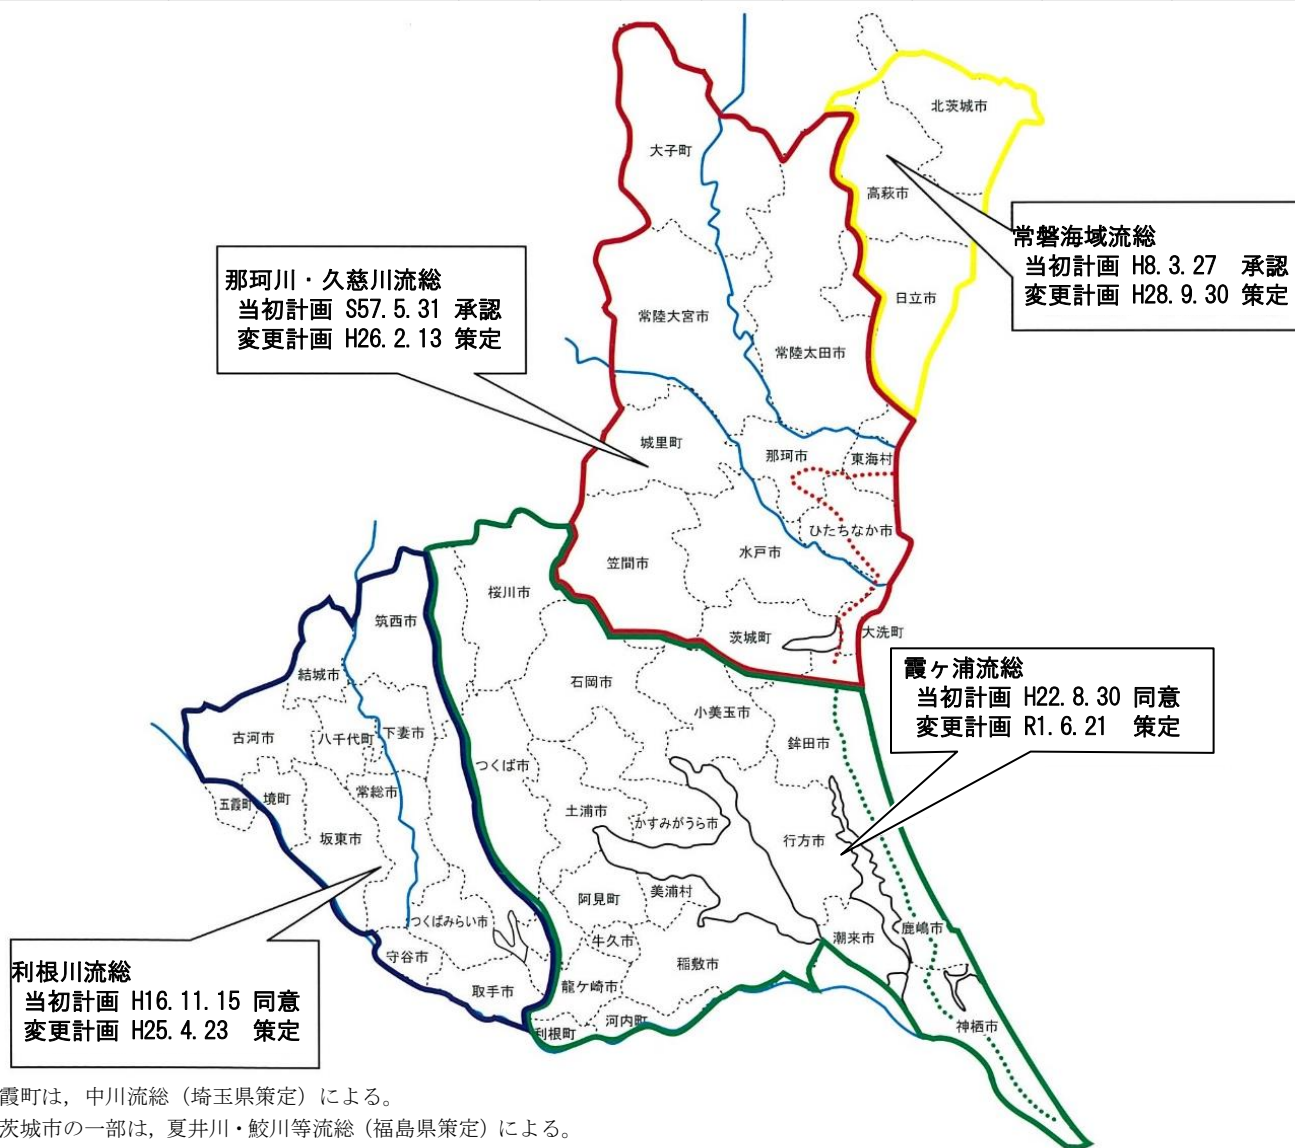 北茨城市
大子町
高萩市
常磐海域流総
当初計画 H8.3.27 承認
変更計画 H28.9.30 策定
那珂川・久慈川流総
当初計画 S57.5.31 承認
変更計画 H26.2.13 策定
日立市
常陸大宮市
常陸太田市
城里町
那珂市
東海村
ひたちなか市
水戸市
笠間市
桜川市
筑西市
茨城町
大洗町
霞ヶ浦流総
当初計画 H22.8.30 同意
変更計画 R1.6.21 策定
結城市
石岡市
小美玉市
古河市
八千代町
下妻市
鉾田市
つくば市
五霞町
境町
常総市
土浦市
かすみがうら市
坂東市
行方市
阿見町
美浦村
つくばみらい市
牛久市
潮来市
鹿嶋市
守谷市
稲敷市
利根川流総
当初計画 H16.11.15 同意
変更計画 H25.4.23 策定
取手市
龍ケ崎市
河内町
利根町
神栖市
霞町は，中川流総（埼玉県策定）による。
茨城市の一部は，夏井川・鮫川等流総（福島県策定）による。